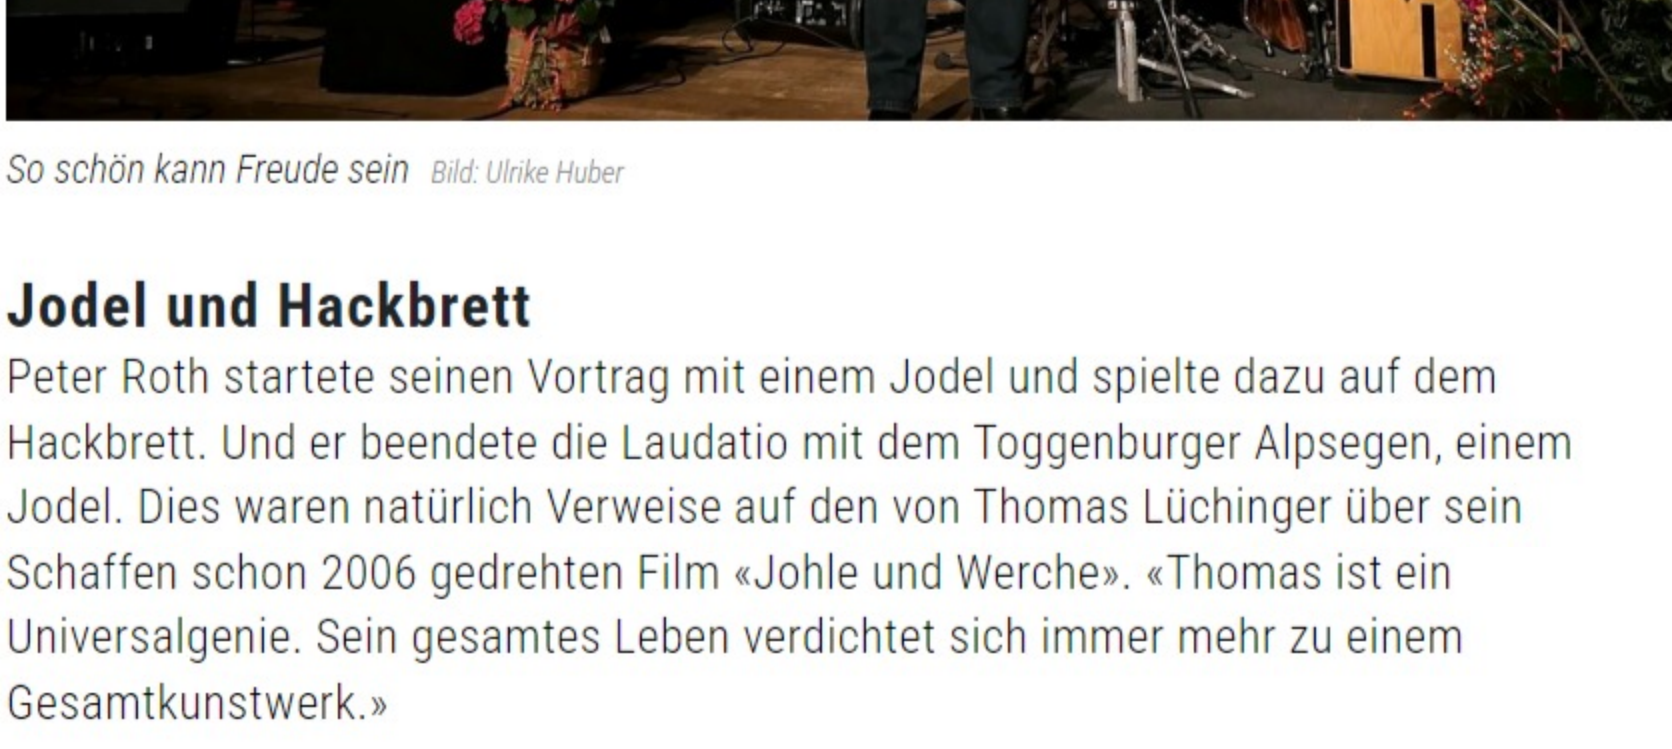 So schön kann Freude sein Bild: Ulrike Huber
Jodel und Hackbrett
Peter Roth startete seinen Vortrag mit einem Jodel und spielte dazu auf dem
Hackbrett. Und er beendete die Laudatio mit dem Toggenburger Alpsegen, einem
Jodel. Dies waren natürlich Verweise auf den von Thomas Lüchinger über sein
Schaffen schon 2006 gedrehten Film «Johle und Werche». «Thomas ist ein
Universalgenie. Sein gesamtes Leben verdichtet sich immer mehr zu einem
Gesamtkunstwerk.»